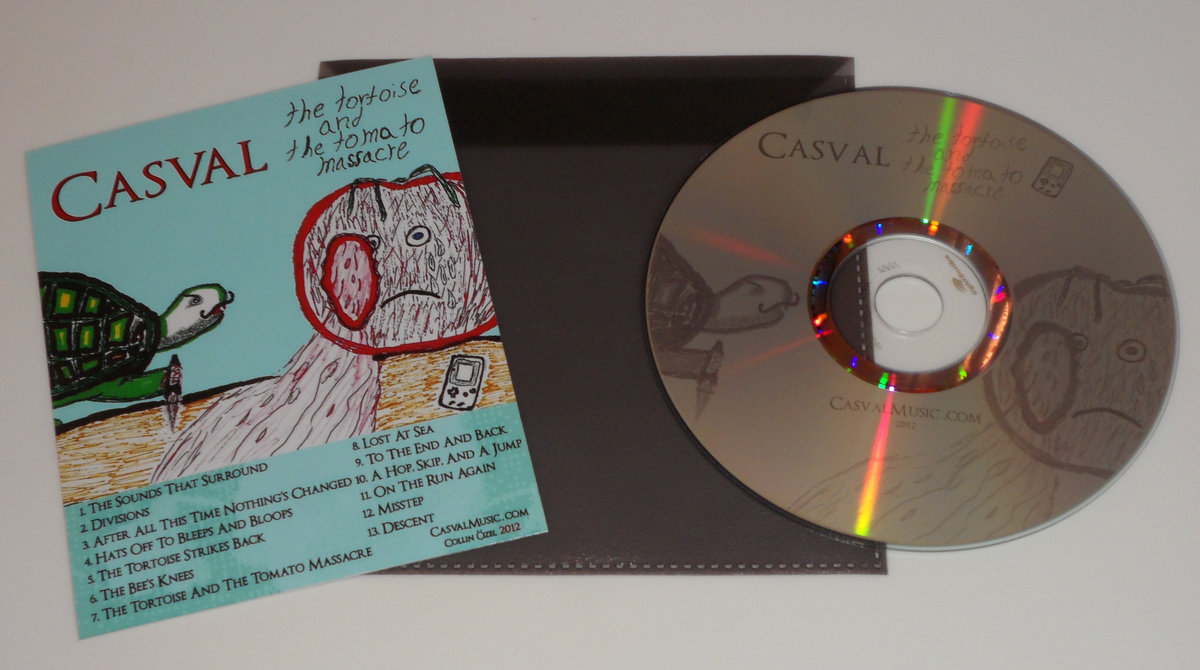 CASVAL
the tortoise
and
the tomato
massacre
1. THE SOUNDS THAT SURROUND
2. DIVISIONS
3. AFTER ALL THIS TIME NOTHING'S CHANGED
4. HATS OFF TO BLEEPS AND BLOOPS
5. THE TORTOISE STRIKES BACK
6. THE BEE'S KNEES
7. THE TORTOISE AND THE TOMATO MASSACRE
8. LOST AT SEA
9. TO THE END AND BACK
10. A HOP, SKIP, AND A JUMP
11. ON THE RUN AGAIN
12. MISSTEP
13. DESCENT
CASVALMUSIC.COM
COLLIN ÖZEL 2012
CASVAL
the tortoise
and
the tomato
massacre
CASVALMUSIC.COM
2012